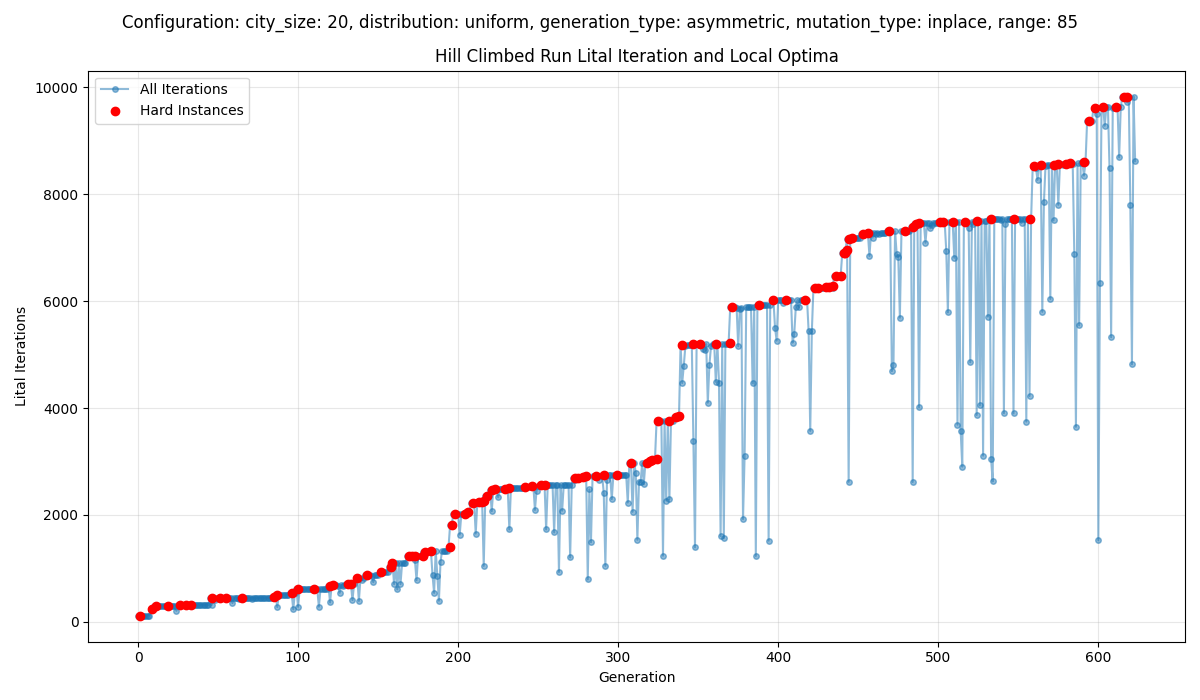 Configuration: city_size: 20, distribution: uniform, generation_type: asymmetric, mutation_type: inplace, range: 85
Hill Climbed Run Lital Iteration and Local Optima
All Iterations
Hard Instances
10000
8000
6000
4000
2000
0
Lital Iterations
0 100 200 300 400 500 600
Generation